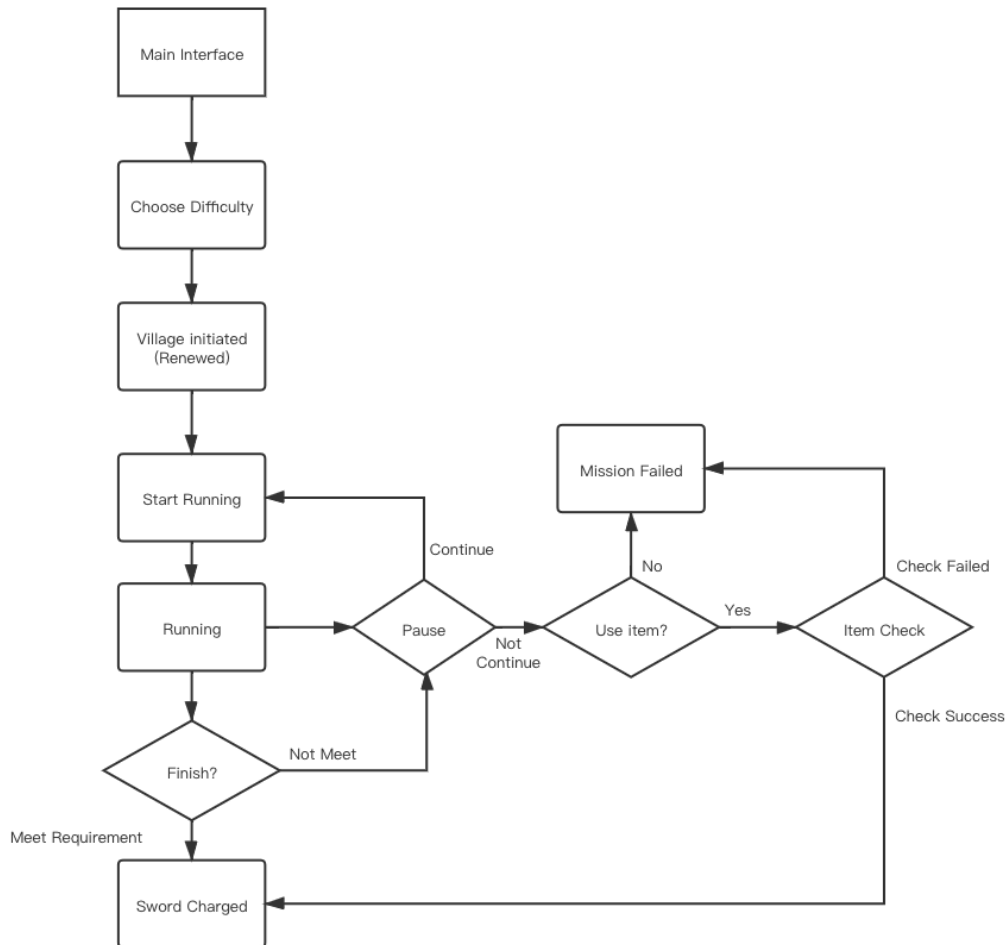 Main Interface
Choose Difficulty
Village initiated
(Renewed)
Start Running
Mission Failed
Continue
No
Check Failed
Running
Pause
Not
Continue
Use item?
Yes
Item Check
Check Success
Finish?
Not Meet
Meet Requirement
Sword Charged